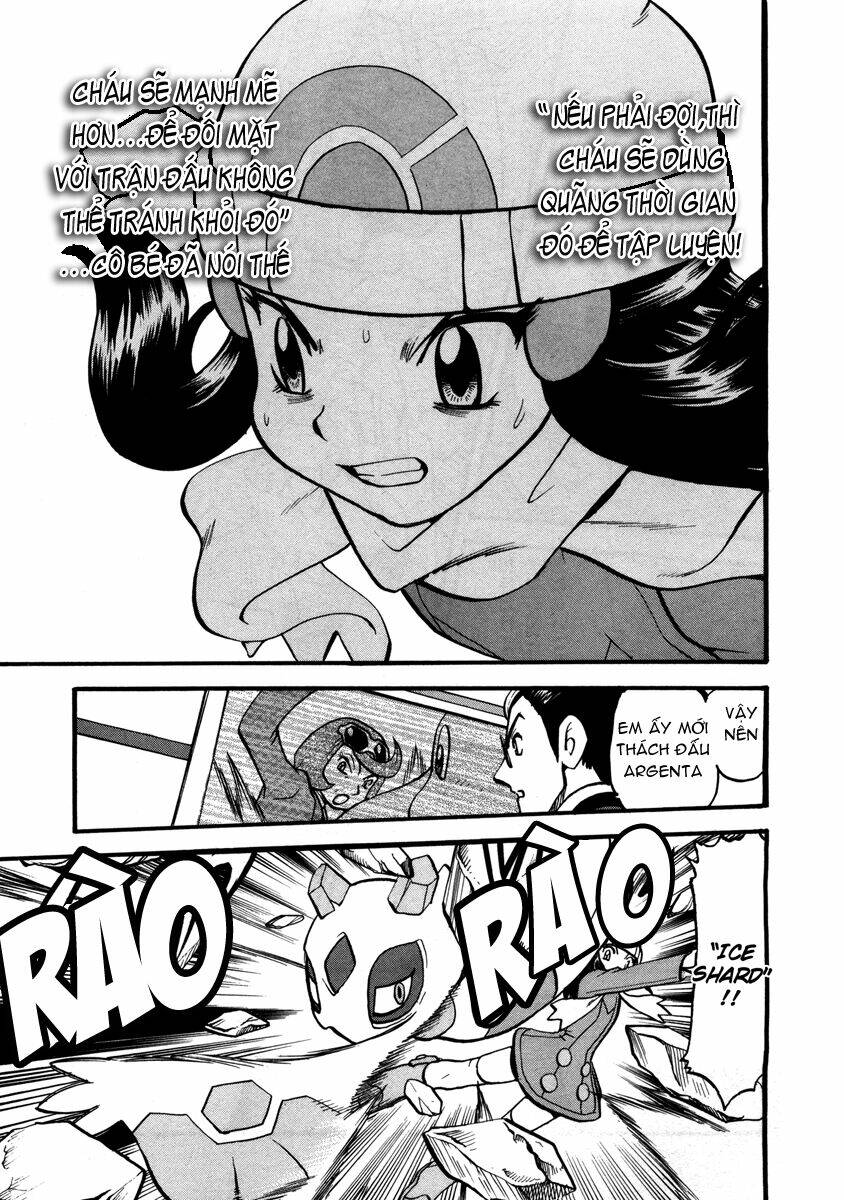 "NẾU PHẢI ĐỢI,THÌ
CHÁU SẼ DÙNG
QUÃNG THỜI GIAN
ĐÓ ĐỂ TẬP LUYỆN!
CHÁU SẼ MẠNH MẼ
HƠN...ĐỂ ĐỐI MẶT
VỚI TRẬN ĐẤU KHÔNG
THỂ TRÁNH KHỎI ĐÓ"
...CÔ BÉ ĐÃ NÓI THẾ
VẬY
NÊN
EM ẤY MỚI
THÁCH ĐẤU
ARGENTA
"ICE
SHARD"
!!
RÀO
RÀO